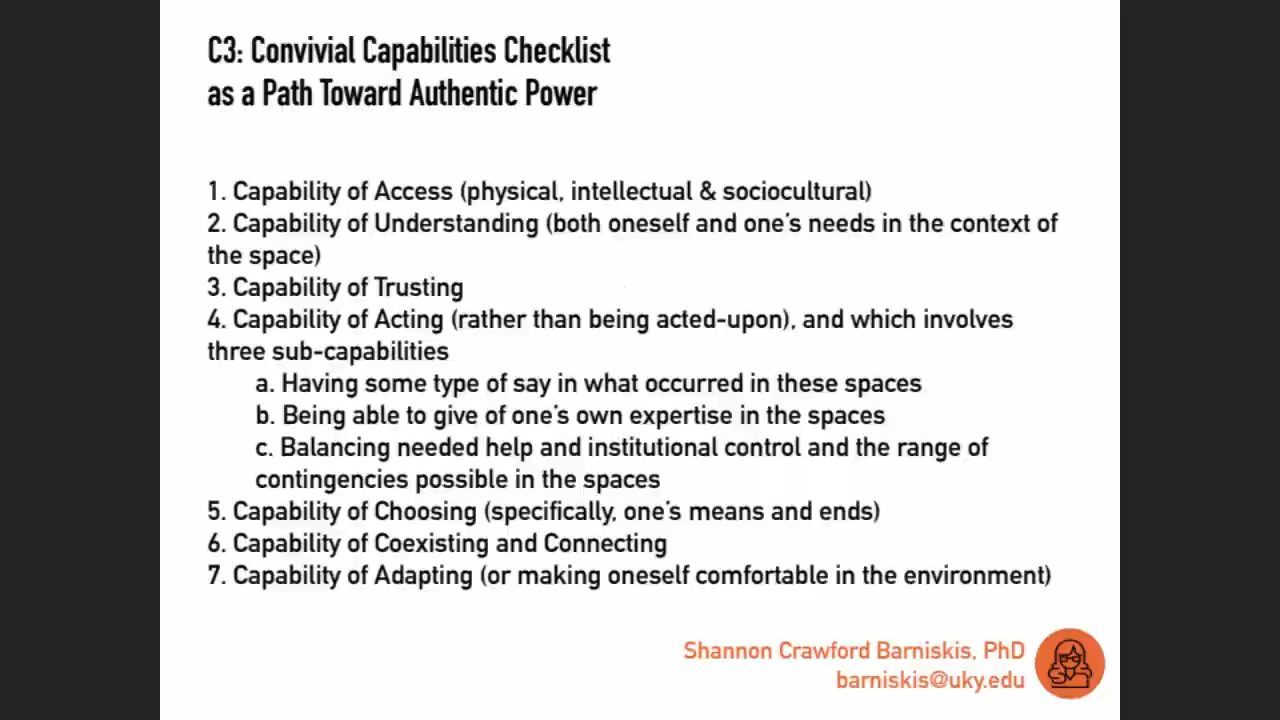 C3: Convivial Capabilities Checklist
as a Path Toward Authentic Power
1. Capability of Access (physical, intellectual & sociocultural)
2. Capability of Understanding (both oneself and one's needs in the context of
the space)
3. Capability of Trusting
4. Capability of Acting (rather than being acted-upon), and which involves
three sub-capabilities
a. Having some type of say in what occurred in these spaces
b. Being able to give of one's own expertise in the spaces
c. Balancing needed help and institutional control and the range of
contingencies possible in the spaces
5. Capability of Choosing (specifically, one's means and ends)
6. Capability of Coexisting and Connecting
7. Capability of Adapting (or making oneself comfortable in the environment)
Shannon Crawford Barniskis, PhD
barniskis@uky.edu